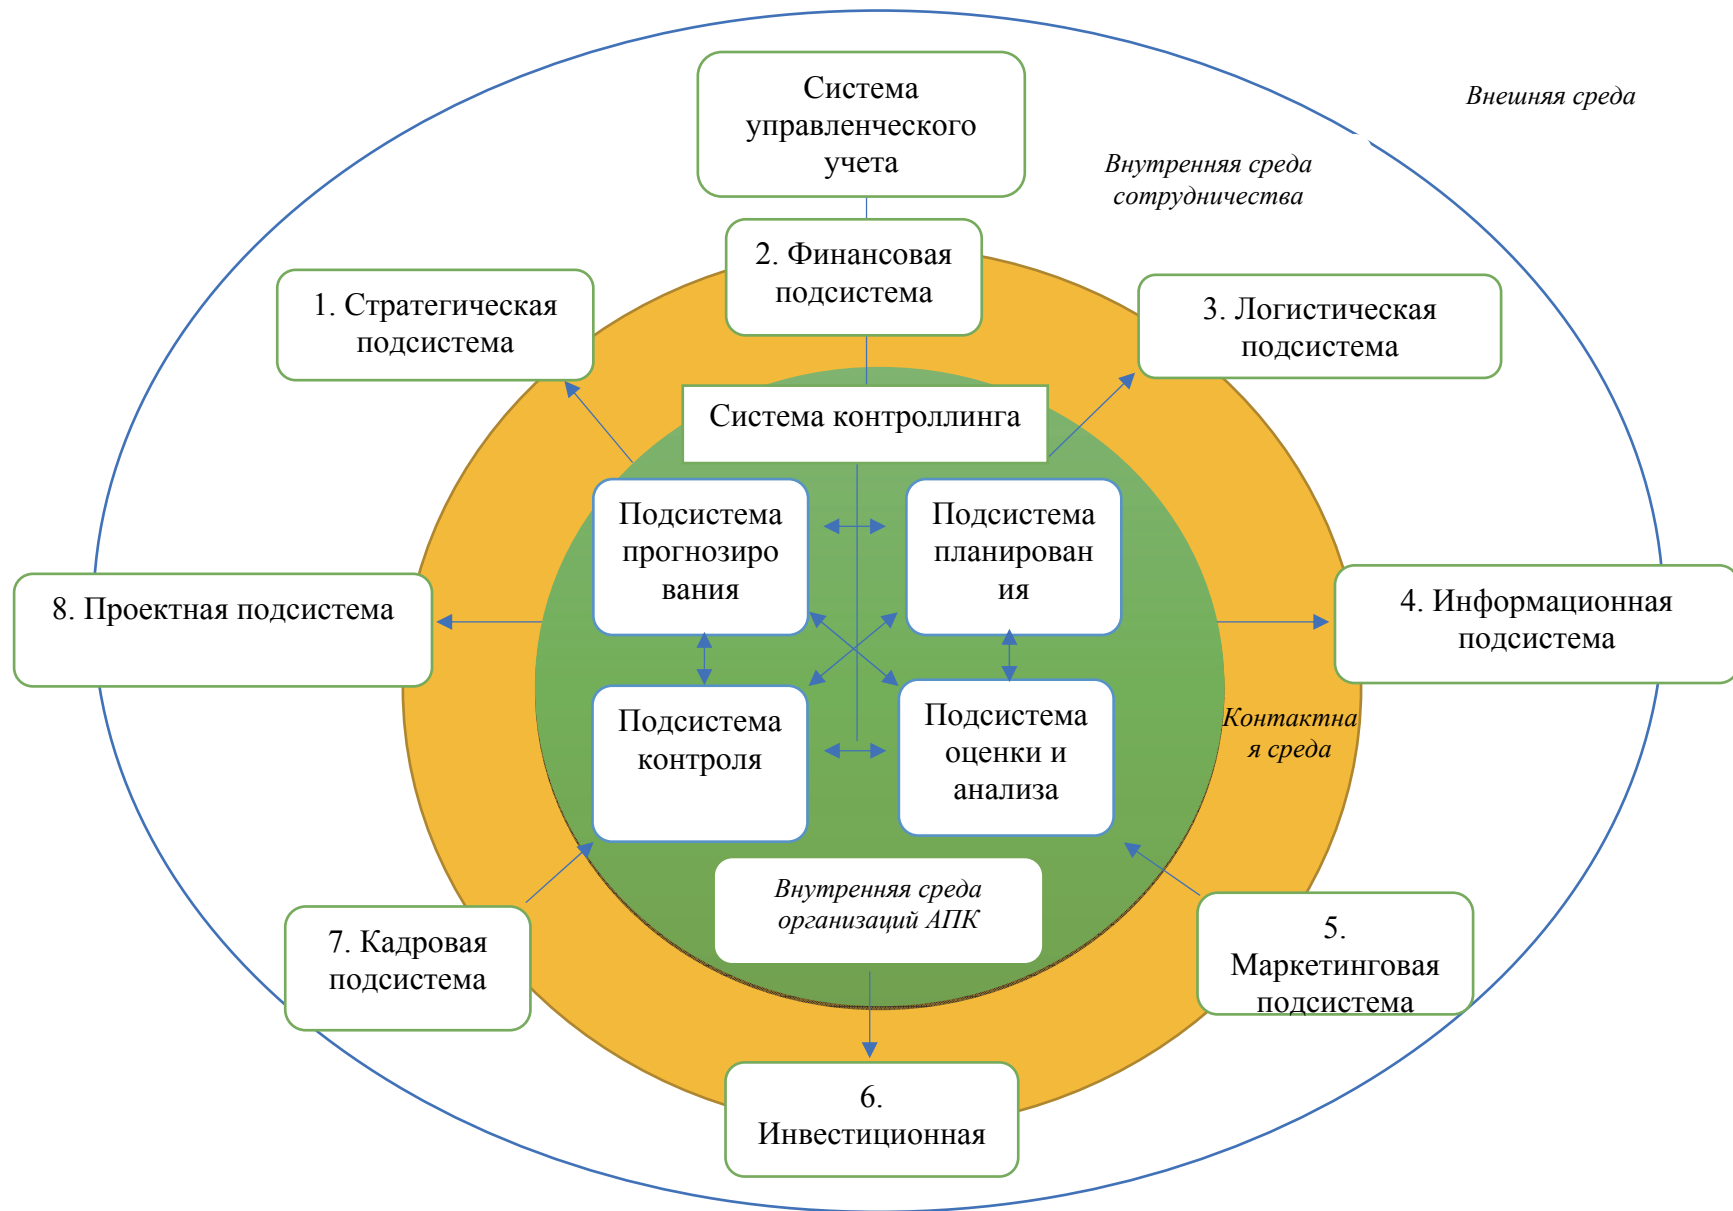 Система
управленческого
учета
Внешняя среда
Внутренняя среда
сотрудничества
2. Финансовая
подсистема
1. Стратегическая
подсистема
3. Логистическая
подсистема
Система контроллинга
Подсистема
прогнозиро
вания
Подсистема
планирован
ия
8. Проектная подсистема
4. Информационная
подсистема
Подсистема
контроля
Подсистема
оценки и
анализа
Контактна
я среда
Внутренняя среда
организаций АПК
7. Кадровая
подсистема
5.
Маркетинговая
подсистема
6.
Инвестиционная